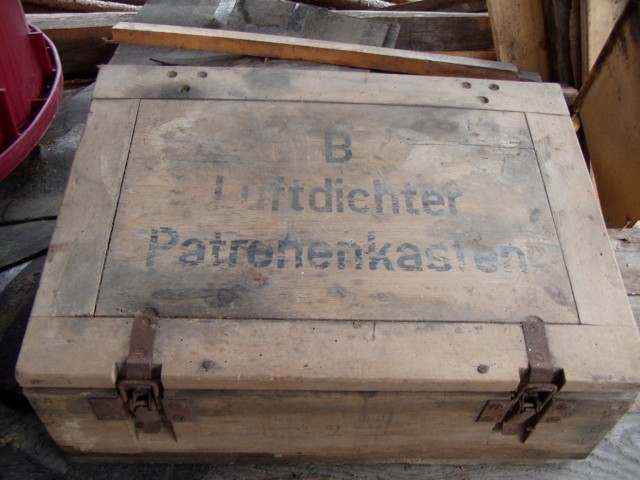 B
Luftdichter
Patronenkasten